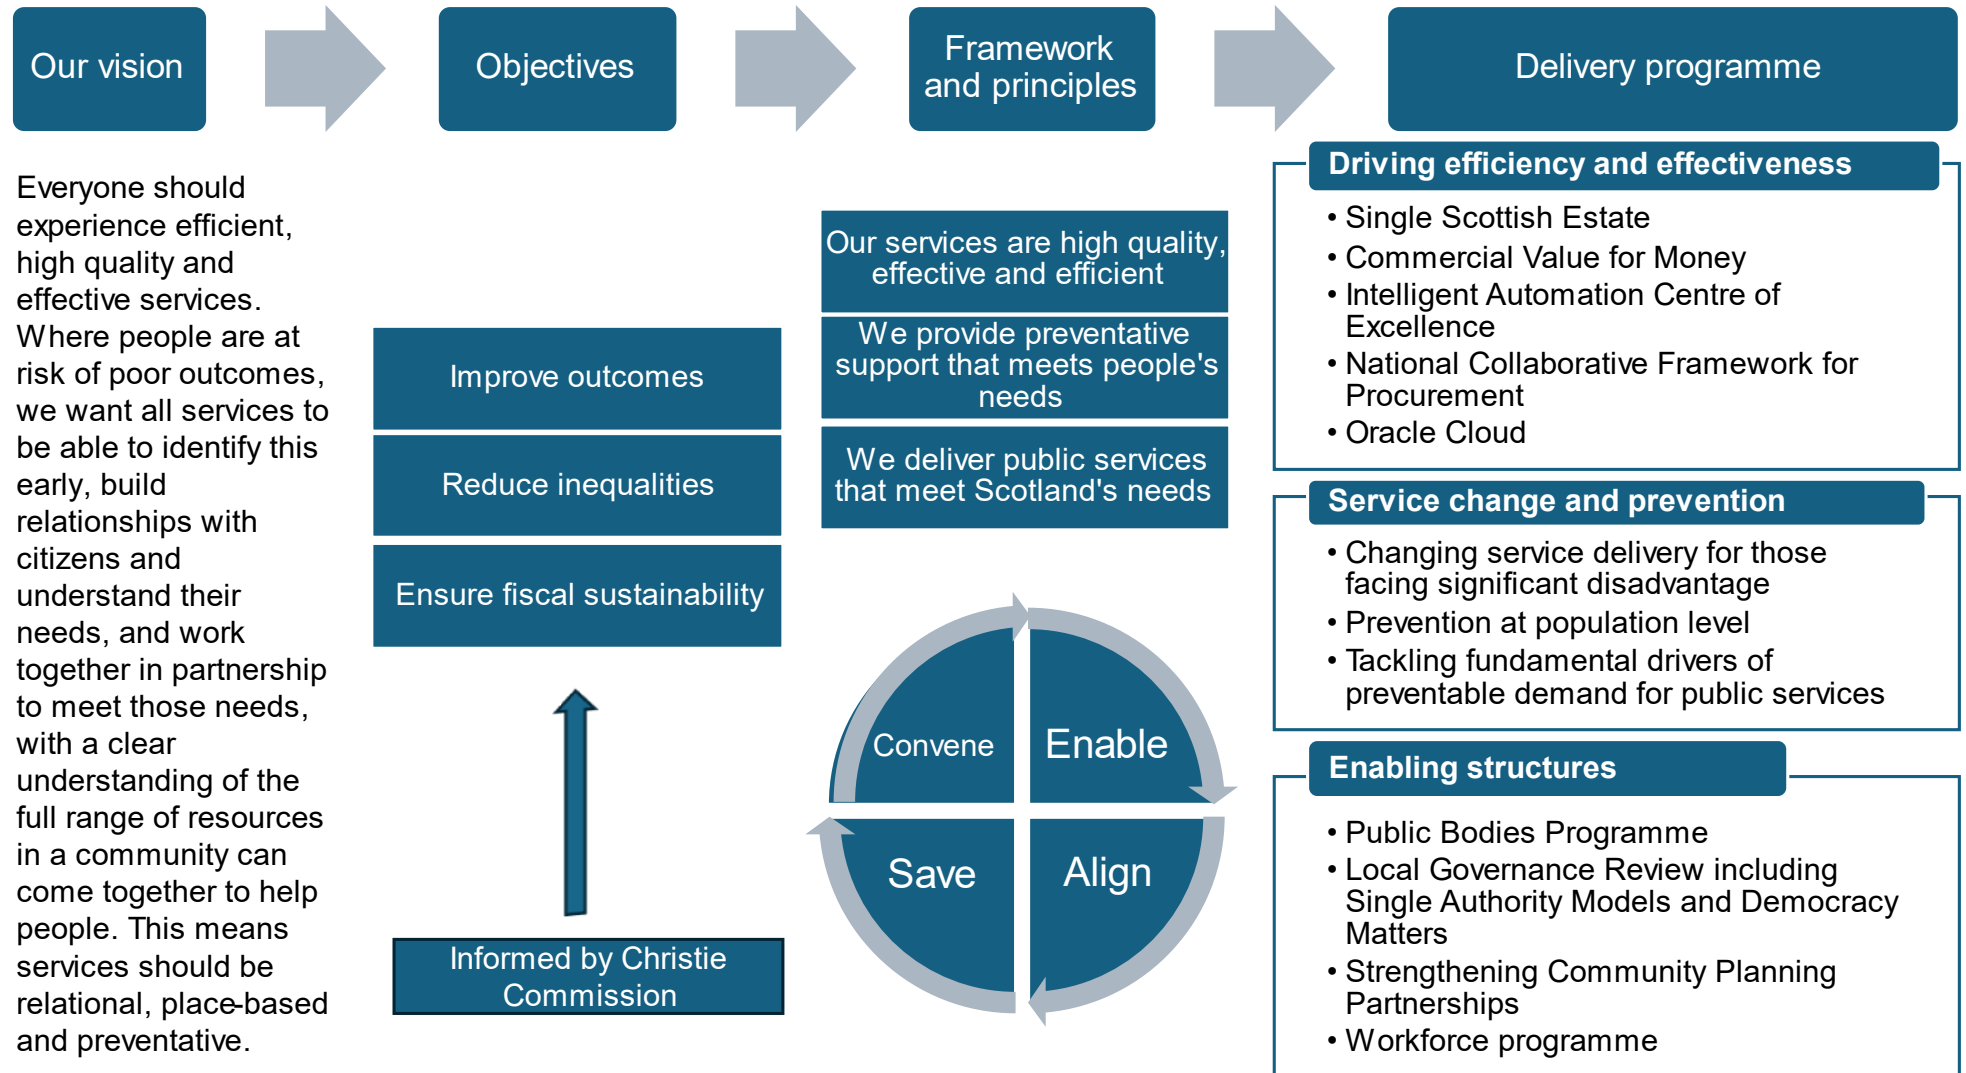 Our vision
Objectives
Framework
and principles
Delivery programme
Everyone should
experience efficient,
high quality and
effective services.
Where people are at
risk of poor outcomes,
we want all services to
be able to identify this
early, build
relationships with
citizens and
understand their
needs, and work
together in partnership
to meet those needs,
with a clear
understanding of the
full range of resources
in a community can
come together to help
people. This means
services should be
relational, place-based
and preventative.
Improve outcomes
Reduce inequalities
Ensure fiscal sustainability
Informed by Christie
Commission
Our services are high quality,
effective and efficient
We provide preventative
support that meets people's
needs
We deliver public services
that meet Scotland's needs
Convene
Enable
Save
Align
Driving efficiency and effectiveness
• Single Scottish Estate
• Commercial Value for Money
• Intelligent Automation Centre of
Excellence
• National Collaborative Framework for
Procurement
• Oracle Cloud
Service change and prevention
• Changing service delivery for those
facing significant disadvantage
• Prevention at population level
• Tackling fundamental drivers of
preventable demand for public services
Enabling structures
• Public Bodies Programme
• Local Governance Review including
Single Authority Models and Democracy
Matters
• Strengthening Community Planning
Partnerships
• Workforce programme